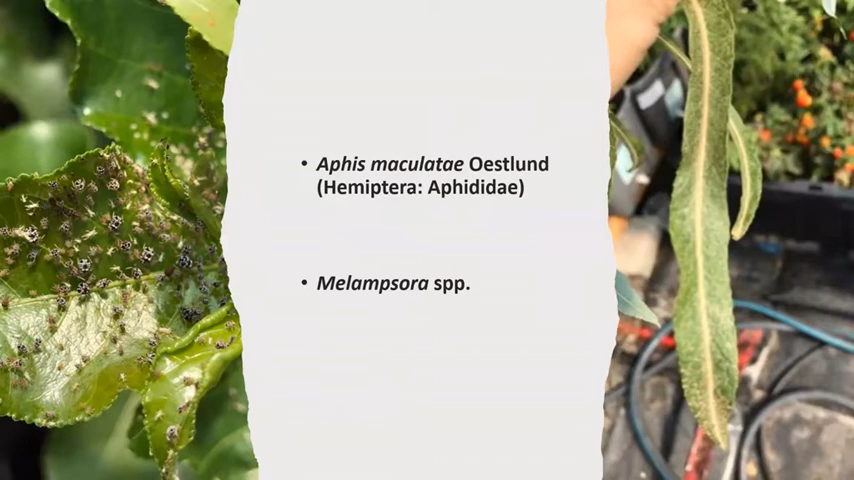 • Aphis maculatae Oestlund
(Hemiptera: Aphididae)
• Melampsora spp.